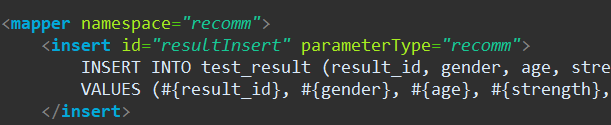 <mapper namespace="recomm">
<insert id="resultInsert" parameterType="recomm">
INSERT INTO test_result (result_id, gender, age, stre
VALUES (#{result_id}, #{gender}, #{age}, #{strength},
</insert>